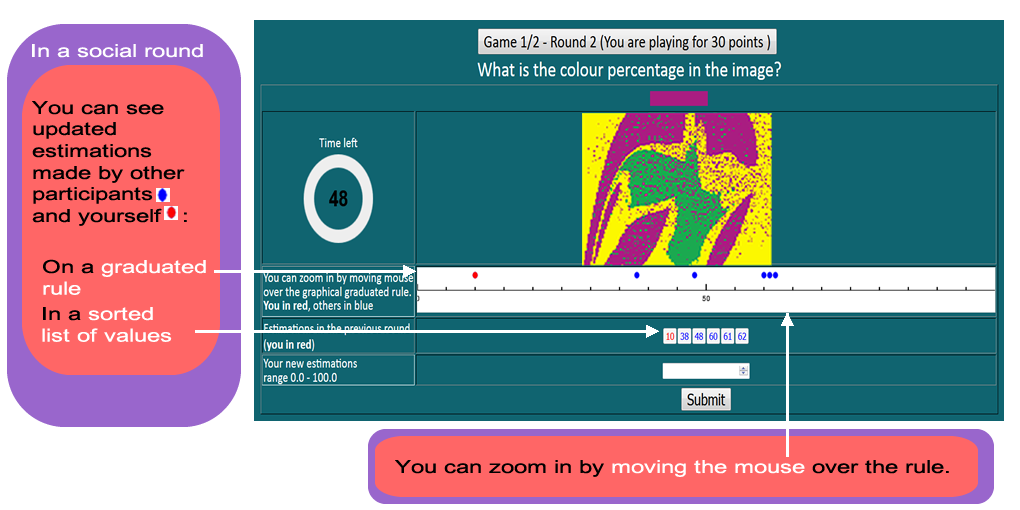 In a social round
You can see
updated
estimations
made by other
participants
and yourself :
On a graduated
rule
In a sorted
list of values
Game 1/2 - Round 2 (You are playing for 30 points )
What is the colour percentage in the image?
Time left
48
You can zoom in by moving mouse
over the graphical graduated rule.
You in red, others in blue
0 50
Estimations in the previous round
(you in red)
10 38 48 60 61 62
Your new estimations
range 0.0 - 100.0
Submit
You can zoom in by moving the mouse over the rule.